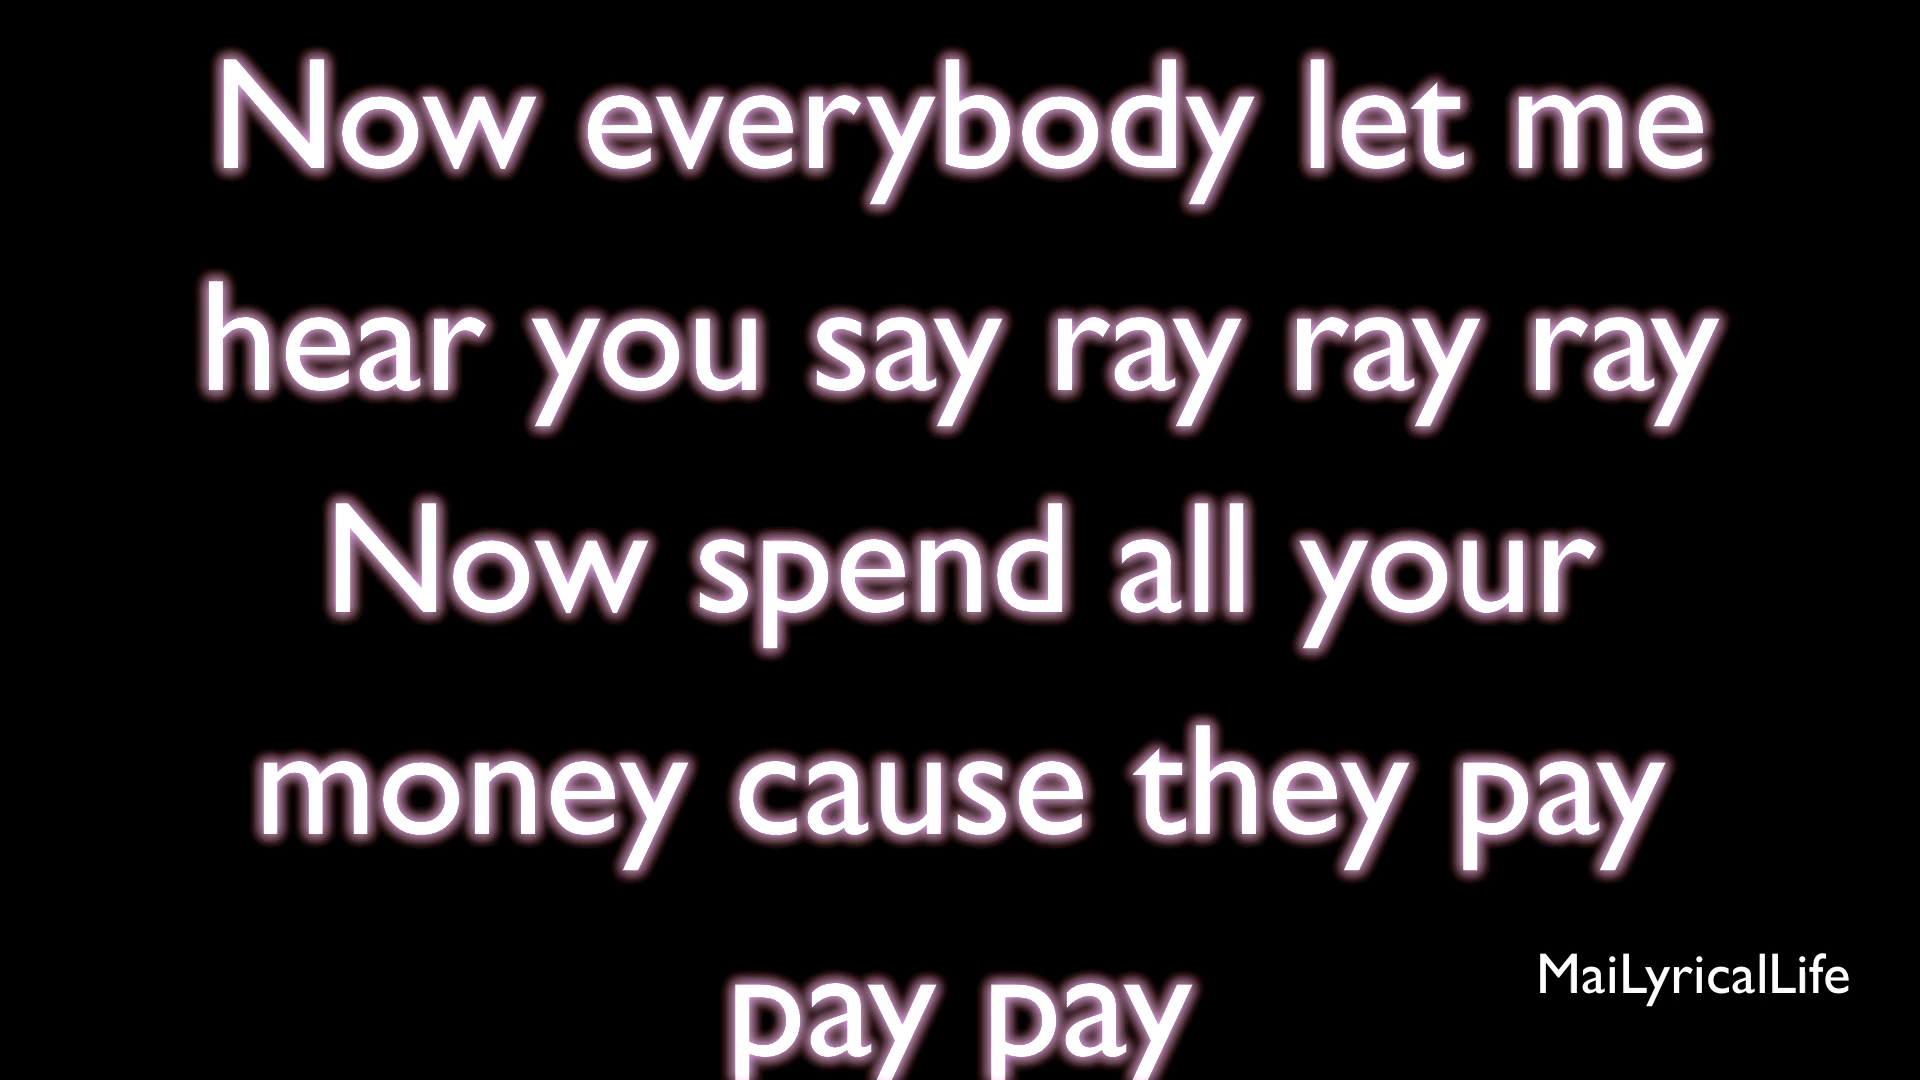 Now everybody let me
hear you say ray ray ray
Now spend all your
money cause they pay
pay pay
MaiLyricalLife